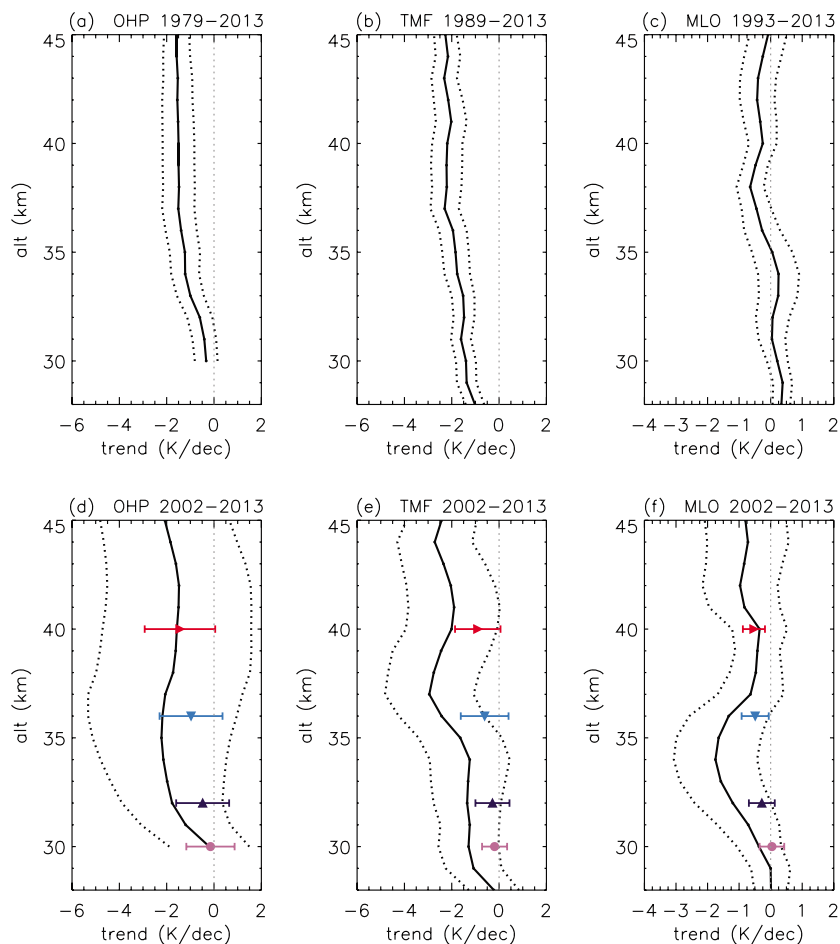 (a) OHP 1979−2013
(b) TMF 1989−2013
(c) MLO 1993−2013
45 45 45
40 40 40
35 35 35
30 30 30
alt (km) alt (km) alt (km)
−6 −4 −2 0 2
−6 −4 −2 0 2
−4 −3 −2 −1 0 1 2
trend (K/dec) trend (K/dec) trend (K/dec)
(d) OHP 2002−2013
(e) TMF 2002−2013
(f) MLO 2002−2013
45 45 45
40 40 40
35 35 35
30 30 30
alt (km) alt (km) alt (km)
−6 −4 −2 0 2
−6 −4 −2 0 2
−4 −3 −2 −1 0 1 2
trend (K/dec) trend (K/dec) trend (K/dec)